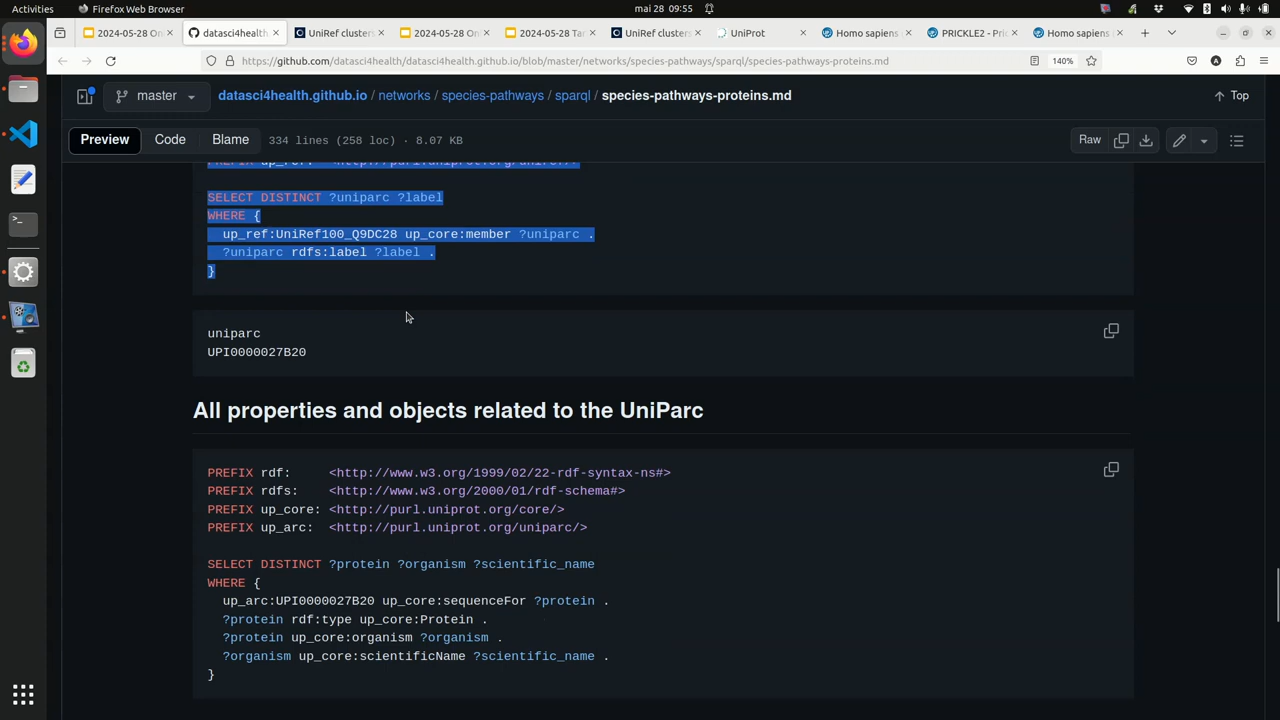 Activities Firefox Web Browser mai 28 09:55
2024-05-28 On datasci4health. UniRef clusters 2024-05-28 On 2024-05-28 Ta UniRef cluster UniProt Homo sapiens PRICKLE2 - Pri Homo sapiens
https://github.com/datasci4health/datasci4health.github.io/blob/master/networks/species-pathways/sparql/species-pathways-proteins.md 140%
master datasci4health.github.io / networks / species-pathways / sparql / species-pathways-proteins.md Top
Preview Code Blame 334 lines (258 loc) · 8.07 KB Raw
SELECT DISTINCT ?uniparc ?label
WHERE {
up_ref:UniRef100_Q9DC28 up_core:member ?uniparc .
?uniparc rdfs:label ?label .
}
uniparc
UPI0000027B20
All properties and objects related to the UniParc
PREFIX rdf: <http://www.w3.org/1999/02/22-rdf-syntax-ns#>
PREFIX rdfs: <http://www.w3.org/2000/01/rdf-schema#>
PREFIX up_core: <http://purl.uniprot.org/core/>
PREFIX up_arc: <http://purl.uniprot.org/uniparc/>
SELECT DISTINCT ?protein ?organism ?scientific_name
WHERE {
up_arc:UPI0000027B20 up_core:sequenceFor ?protein .
?protein rdf:type up_core:Protein .
?protein up_core:organism ?organism .
?organism up_core:scientificName ?scientific_name .
}